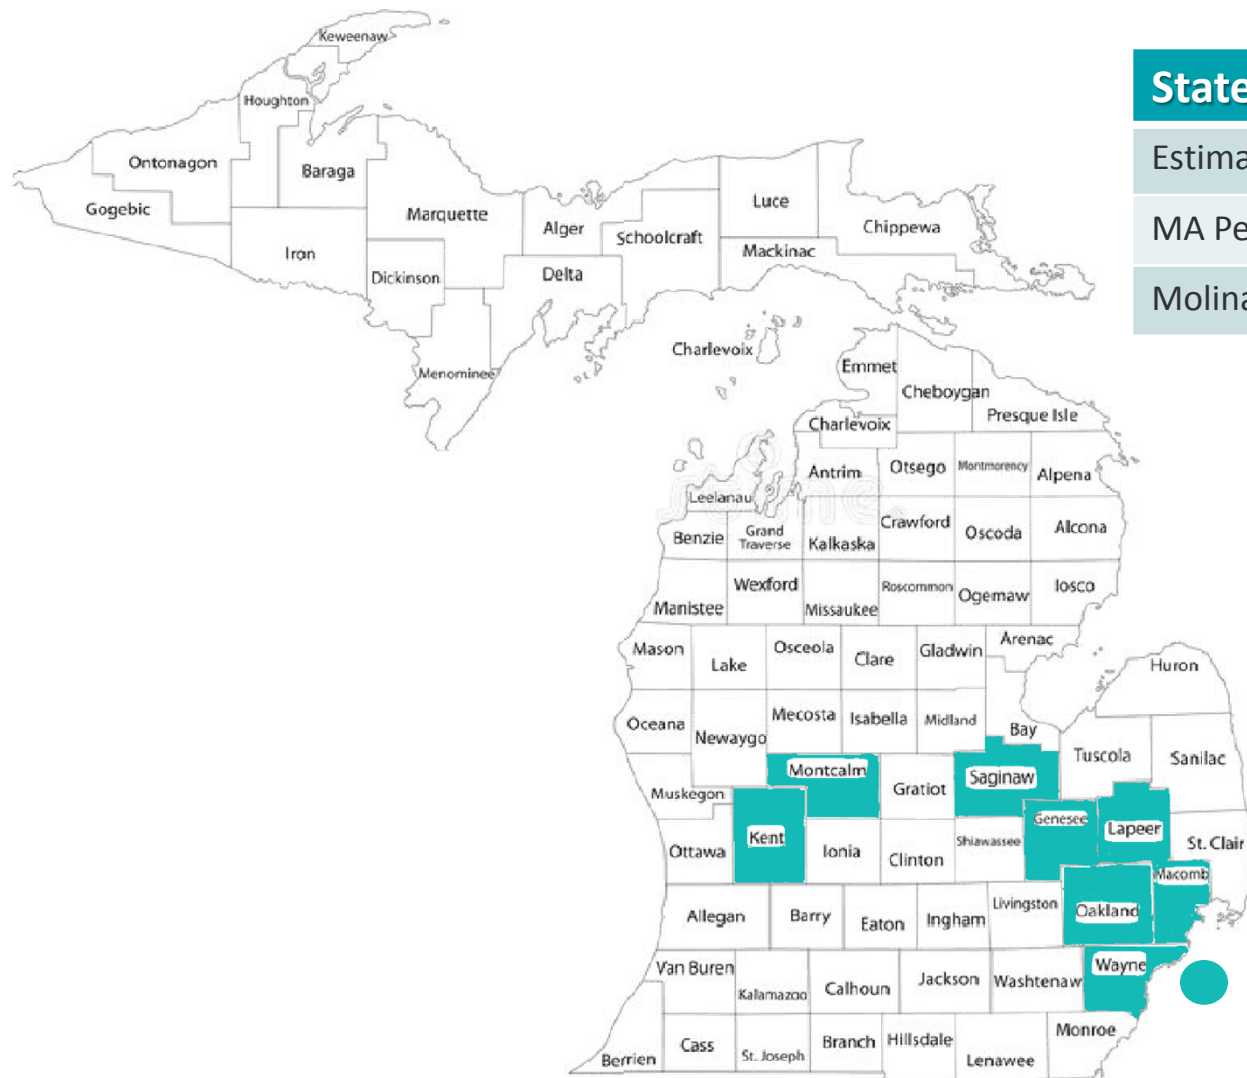 Keweenaw
Houghton
Ontonagon
Baraga
Gogebic
Marquette
Iron
Dickinson
Menominee
Alger
Delta
Schoolcraft
Luce
Mackinac
Chippewa
State
Estima
MA Pe
Molina
Charlevoix
Emmet
Cheboygan
Presque Isle
Charlevoix
Antrim
Otsego
Montmorency
Alpena
Leelanau
Benzie
Grand
Traverse
Kalkaska
Crawford
Oscoda
Alcona
Manistee
Wexford
Missaukee
Roscommon
Ogemaw
Iosco
Arenac
Mason
Lake
Osceola
Clare
Gladwin
Huron
Oceana
Newaygo
Mecosta
Isabella
Midland
Bay
Tuscola
Sanilac
Muskegon
Montcalm
Gratiot
Saginaw
Genesee
Lapeer
St. Clair
Ottawa
Kent
Ionia
Clinton
Shiawassee
Macomb
Allegan
Barry
Eaton
Ingham
Livingston
Oakland
Van Buren
Kalamazoo
Calhoun
Jackson
Washtenaw
Wayne
Berrien
Cass
St. Joseph
Branch
Hillsdale
Lenawee
Monroe